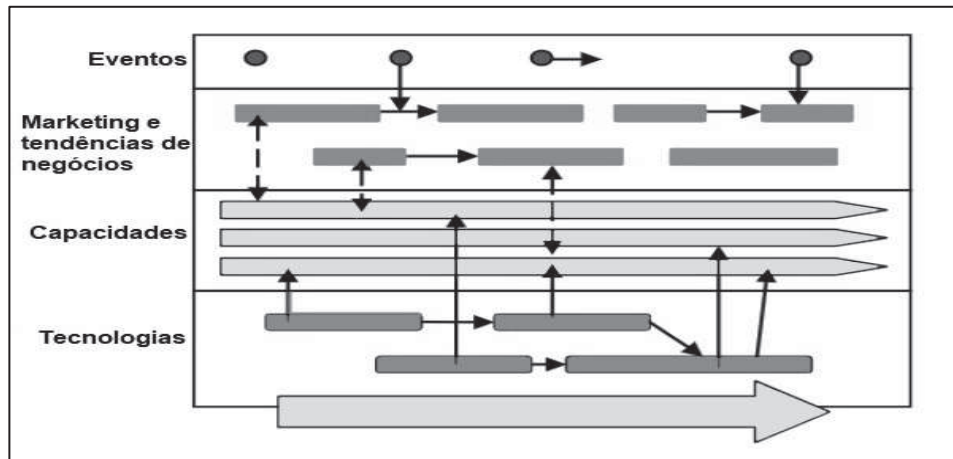 Eventos
Marketing e
tendências de
negócios
Capacidades
Tecnologias